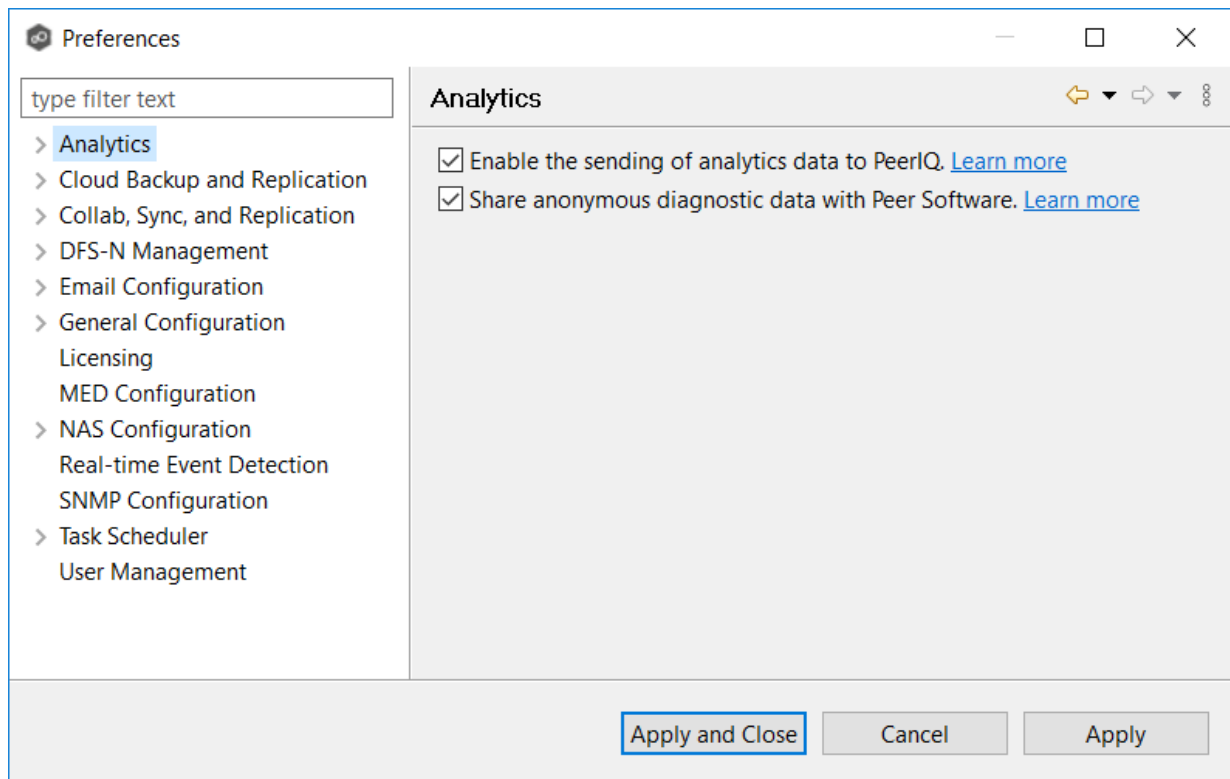 Preferences
type filter text
Analytics
Cloud Backup and Replication
Collab, Sync, and Replication
DFS-N Management
Email Configuration
General Configuration
Licensing
MED Configuration
NAS Configuration
Real-time Event Detection
SNMP Configuration
Task Scheduler
User Management
Analytics
Enable the sending of analytics data to PeerIQ. Learn more
Share anonymous diagnostic data with Peer Software. Learn more
Apply and Close
Cancel
Apply